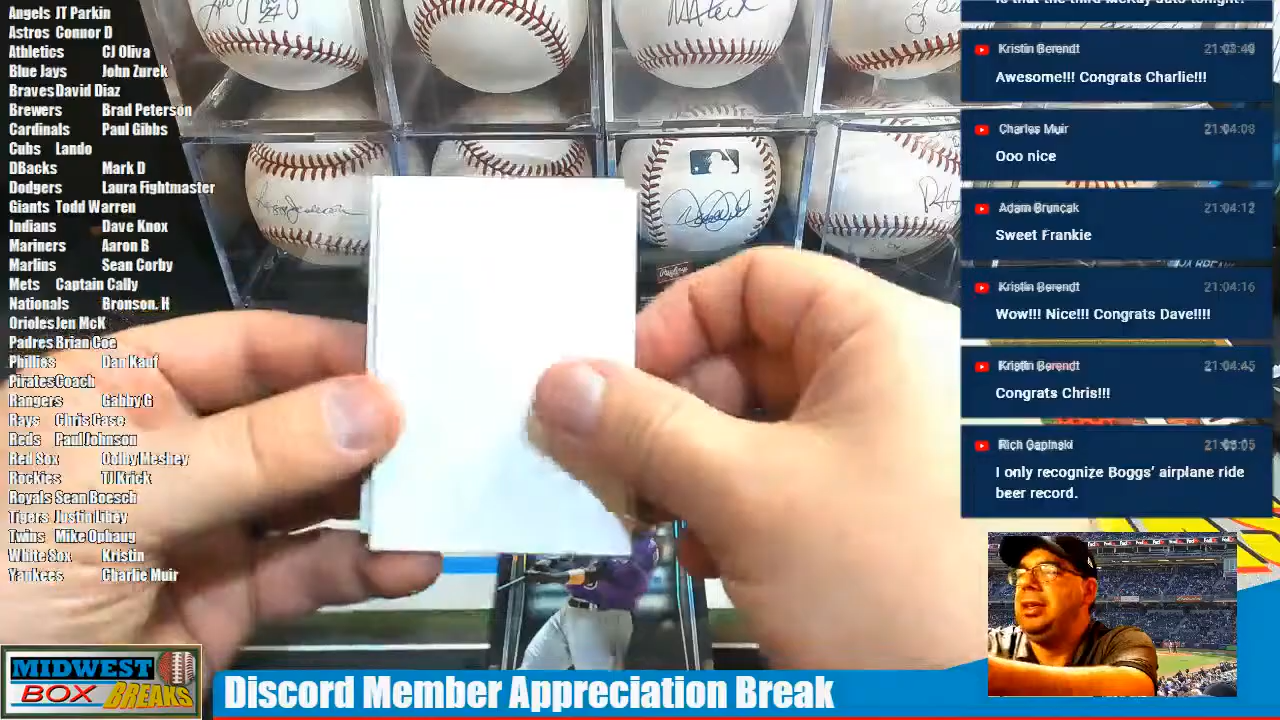 Angels JT Parkin
Astros Connor D
Athletics CJ Oliva
Blue Jays John Zurek
Braves David Diaz
Brewers Brad Peterson
Cardinals Paul Gibbs
Cubs Lando
DBacks Mark D
Dodgers Laura Fightmaster
Giants Todd Warren
Indians Dave Knox
Mariners Aaron B
Marlins Sean Corby
Mets Captain Cally
Nationals Bronson. H
Orioles Jen McK
Padres Brian Coe
Phillies Dan Kauf
Pirates Coach
Rangers Gabby G
Rays Chris Case
Reds Paul Johnson
Red Sox Colby Meshey
Rockies TJ Krick
Royals Sean Boesch
Tigers Justin Libey
Twins Mike Ophaug
White Sox Kristin
Yankees Charlie Muir
MIDWEST
BOX BREAKS
Discord Member Appreciation Break
Kristin Berendt 21:03:49
Awesome!!! Congrats Charlie!!!
Charles Muir 21:04:08
Ooo nice
Adam Bruncak 21:04:12
Sweet Frankie
Kristin Berendt 21:04:16
Wow!!! Nice!!! Congrats Dave!!!!
Kristin Berendt 21:04:45
Congrats Chris!!!
Rich Gapinski
I only recognize Boggs' airplane ride
beer record.
Rawlings